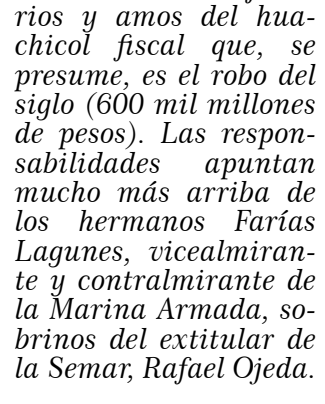 rios y amos del hua-
chicol fiscal que, se
presume, es el robo del
siglo (600 mil millones
de pesos). Las respon-
sabilidades apuntan
mucho más arriba de
los hermanos Farías
Lagunes, vicealmiran-
te y contralmirante de
la Marina Armada, so-
brinos del extitular de
la Semar, Rafael Ojeda.